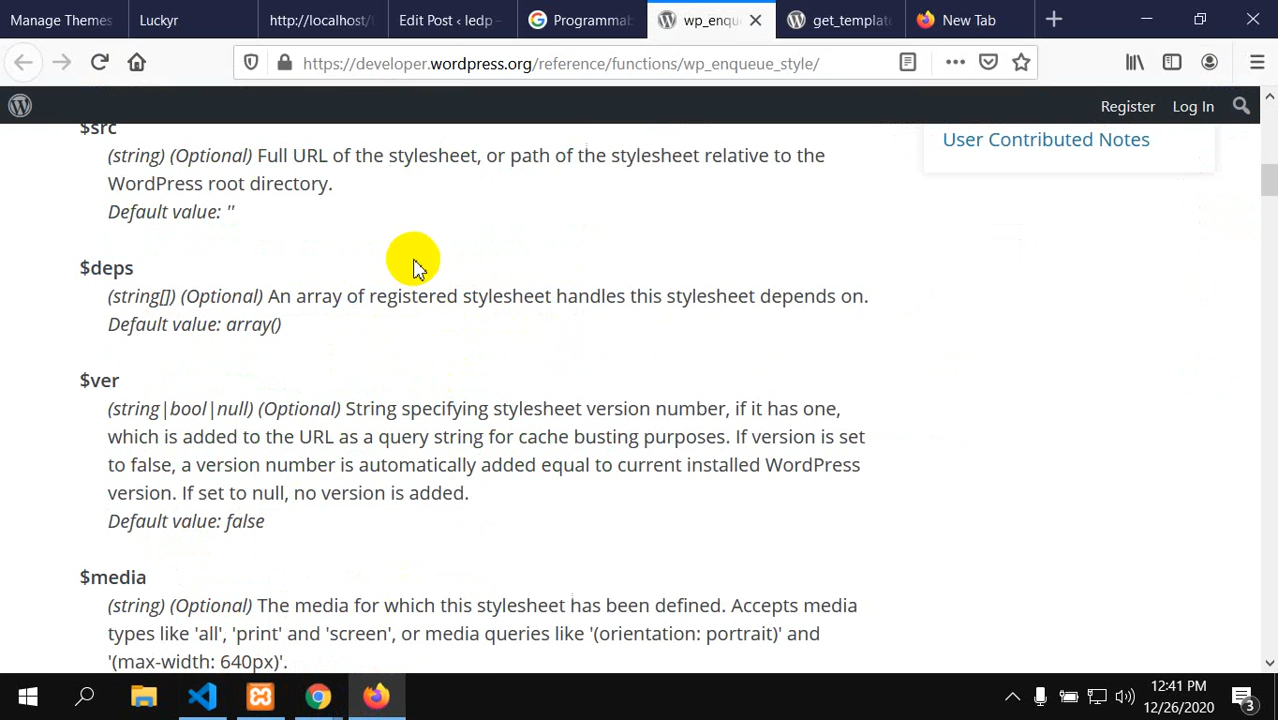 Manage Themes
Luckyr
http://localhost/
Edit Post ‹ ledp –
Programmab
wp_enqu
get_templat
New Tab
https://developer.wordpress.org/reference/functions/wp_enqueue_style/
Register
Log In
$src
(string) (Optional) Full URL of the stylesheet, or path of the stylesheet relative to the
WordPress root directory.
Default value: ''
User Contributed Notes
$deps
(string[]) (Optional) An array of registered stylesheet handles this stylesheet depends on.
Default value: array()
$ver
(string|bool|null) (Optional) String specifying stylesheet version number, if it has one,
which is added to the URL as a query string for cache busting purposes. If version is set
to false, a version number is automatically added equal to current installed WordPress
version. If set to null, no version is added.
Default value: false
$media
(string) (Optional) The media for which this stylesheet has been defined. Accepts media
types like 'all', 'print' and 'screen', or media queries like '(orientation: portrait)' and
'(max-width: 640px)'.
12:41 PM
12/26/2020
3